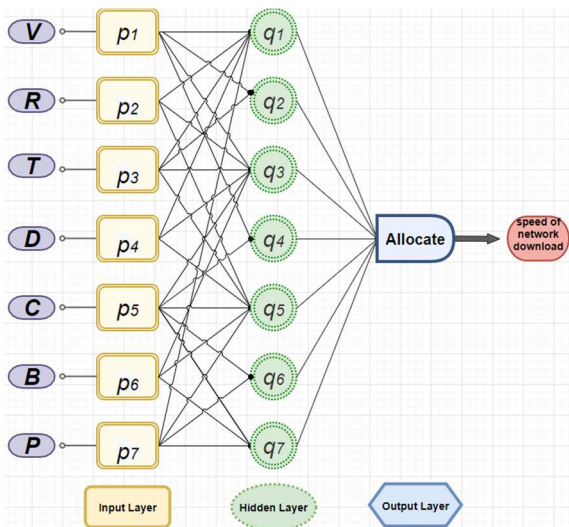 V p1 q1
R p2 q2
T p3 q3
D p4 q4 Allocate speed of
network
download
C p5 q5
B p6 q6
P p7 q7
Input Layer Hidden Layer Output Layer